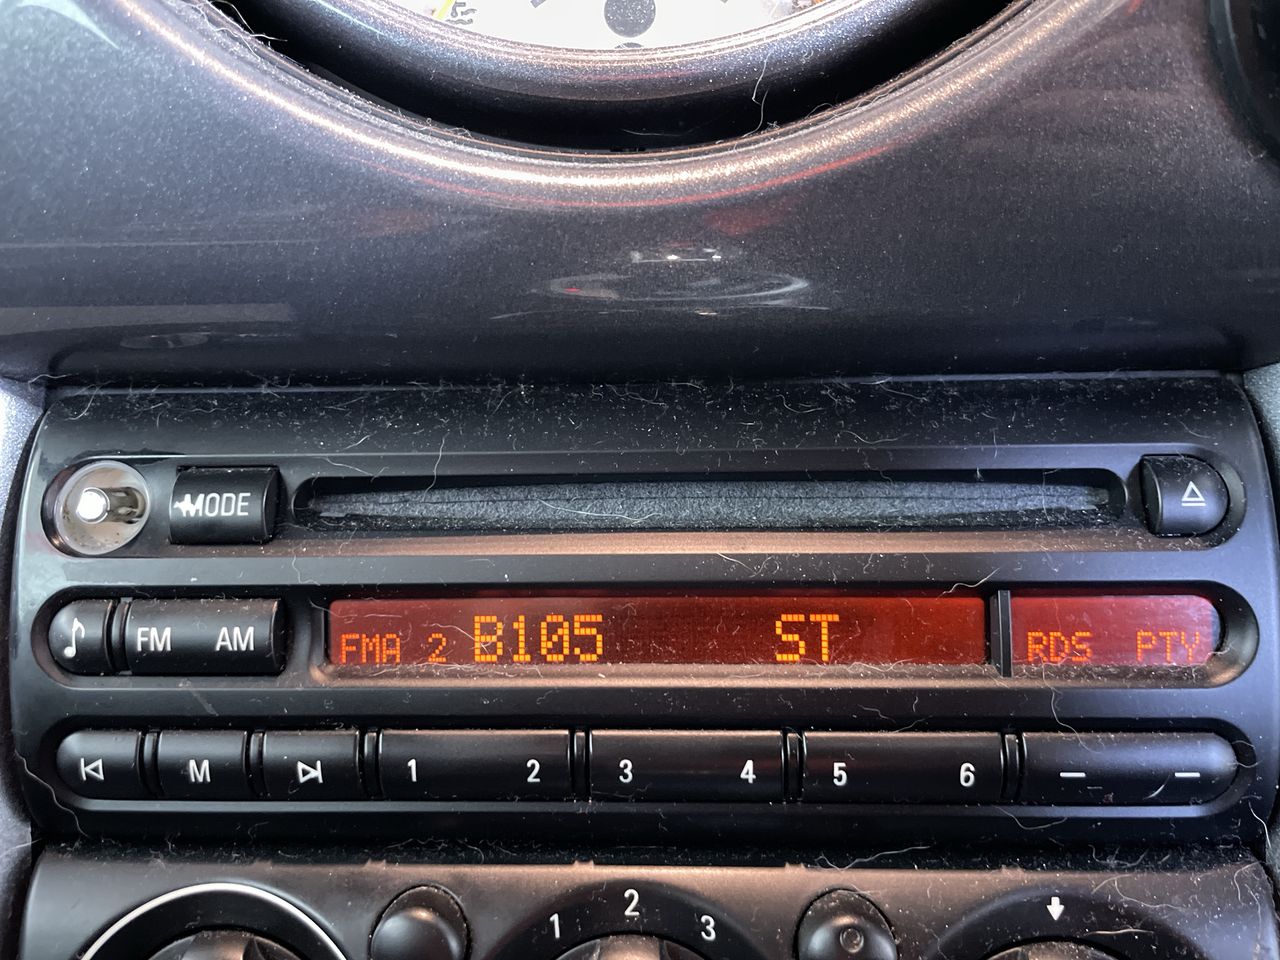 MODE
FM AM
FMA 2 B105 ST RDS PTY
M 1 2 3 4 5 6
1 2 3